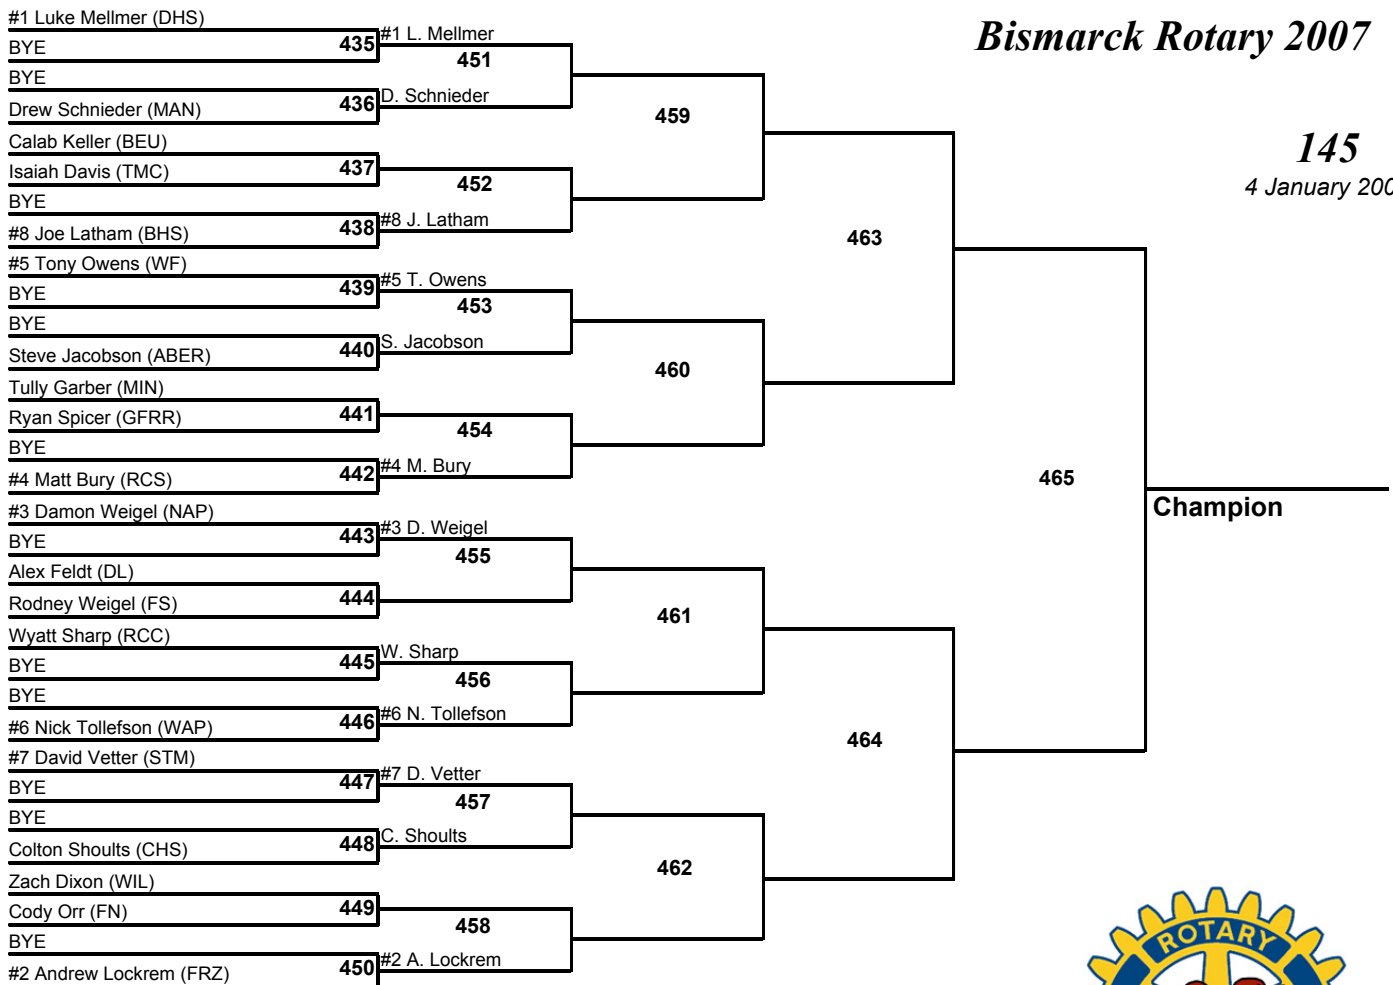 Bismarck Rotary 2007
145
4 January 200
#1 Luke Mellmer (DHS)
BYE
435
#1 L. Mellmer
451
BYE
Drew Schnieder (MAN)
436
D. Schnieder
459
Calab Keller (BEU)
Isaiah Davis (TMC)
437
452
BYE
#8 Joe Latham (BHS)
438
#8 J. Latham
463
#5 Tony Owens (WF)
BYE
439
#5 T. Owens
453
BYE
Steve Jacobson (ABER)
440
S. Jacobson
460
Tully Garber (MIN)
Ryan Spicer (GFRR)
441
454
BYE
#4 Matt Bury (RCS)
442
#4 M. Bury
465
Champion
#3 Damon Weigel (NAP)
BYE
443
#3 D. Weigel
455
Alex Feldt (DL)
Rodney Weigel (FS)
444
461
Wyatt Sharp (RCC)
BYE
445
W. Sharp
456
BYE
#6 Nick Tollefson (WAP)
446
#6 N. Tollefson
464
#7 David Vetter (STM)
BYE
447
#7 D. Vetter
457
BYE
Colton Shoults (CHS)
448
C. Shoults
462
Zach Dixon (WIL)
Cody Orr (FN)
449
458
BYE
#2 Andrew Lockrem (FRZ)
450
#2 A. Lockrem
ROTARY